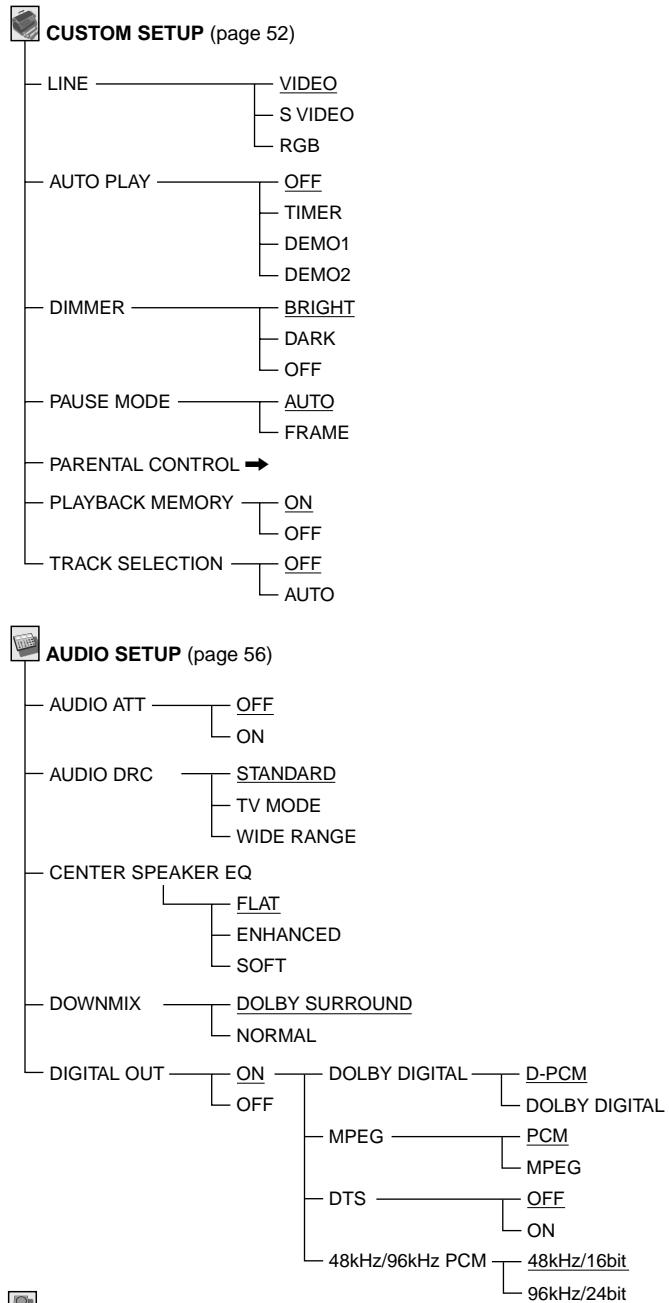 CUSTOM SETUP (page 52)
LINE VIDEO
S VIDEO
RGB
AUTO PLAY OFF
TIMER
DEMO1
DEMO2
DIMMER BRIGHT
DARK
OFF
PAUSE MODE AUTO
FRAME
PARENTAL CONTROL ➡
PLAYBACK MEMORY ON
OFF
TRACK SELECTION OFF
AUTO
AUDIO SETUP (page 56)
AUDIO ATT OFF
ON
AUDIO DRC STANDARD
TV MODE
WIDE RANGE
CENTER SPEAKER EQ
FLAT
ENHANCED
SOFT
DOWNMIX DOLBY SURROUND
NORMAL
DIGITAL OUT ON DOLBY DIGITAL D-PCM
OFF DOLBY DIGITAL
MPEG PCM
MPEG
DTS OFF
ON
48kHz/96kHz PCM 48kHz/16bit
96kHz/24bit